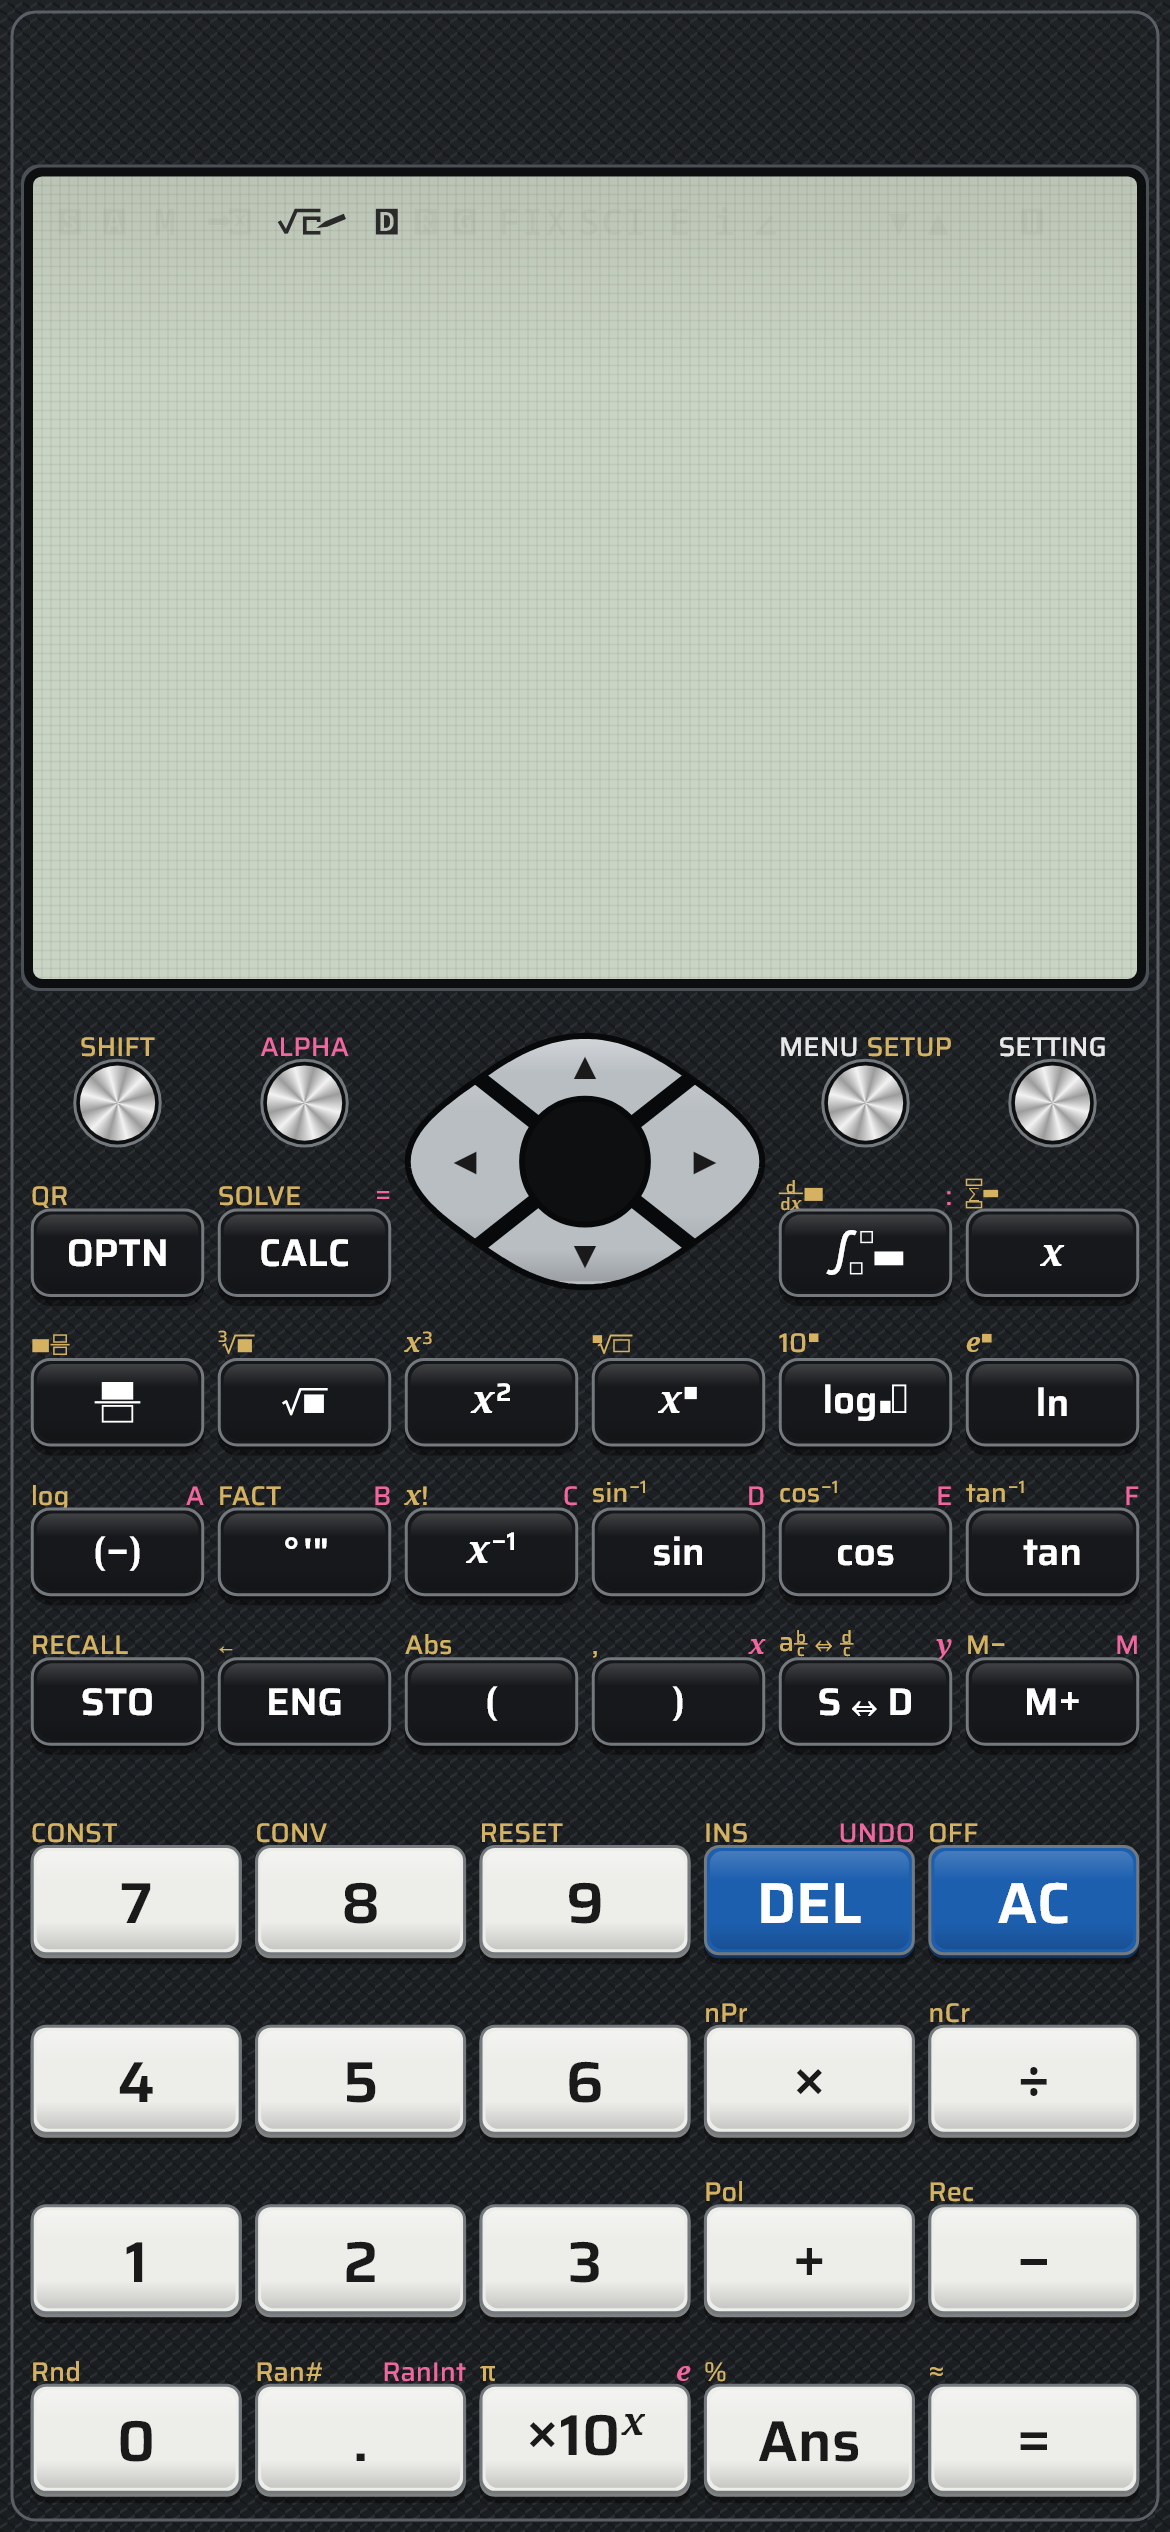 √ D
SHIFT ALPHA MENU SETUP SETTING
QR SOLVE = d/dx■ : Σ
OPTN CALC ∫ x
■ ³√■ x³ ■√□ 10■ e■
√■ x² x■ log■□ ln
log A FACT B x! C sin⁻¹ D cos⁻¹ E tan⁻¹ F
(−) °'" x⁻¹ sin cos tan
RECALL ← Abs , x a b/c ⇔ d/c y M− M
STO ENG ( ) S⇔D M+
CONST CONV RESET INS UNDO OFF
7 8 9 DEL AC
nPr nCr
4 5 6 × ÷
Pol Rec
1 2 3 + −
Rnd Ran# RanInt π e % ≈
0 . ×10ˣ Ans =